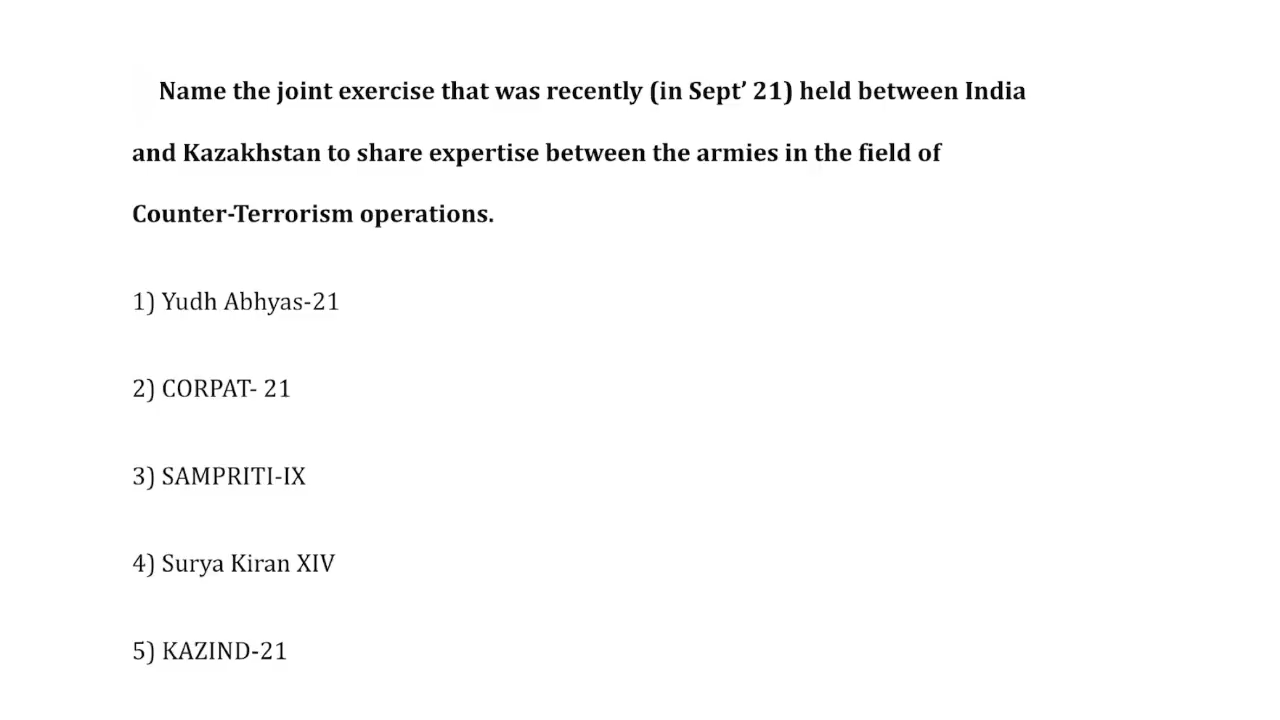 Name the joint exercise that was recently (in Sept’ 21) held between India
and Kazakhstan to share expertise between the armies in the field of
Counter-Terrorism operations.
1) Yudh Abhyas-21
2) CORPAT- 21
3) SAMPRITI-IX
4) Surya Kiran XIV
5) KAZIND-21